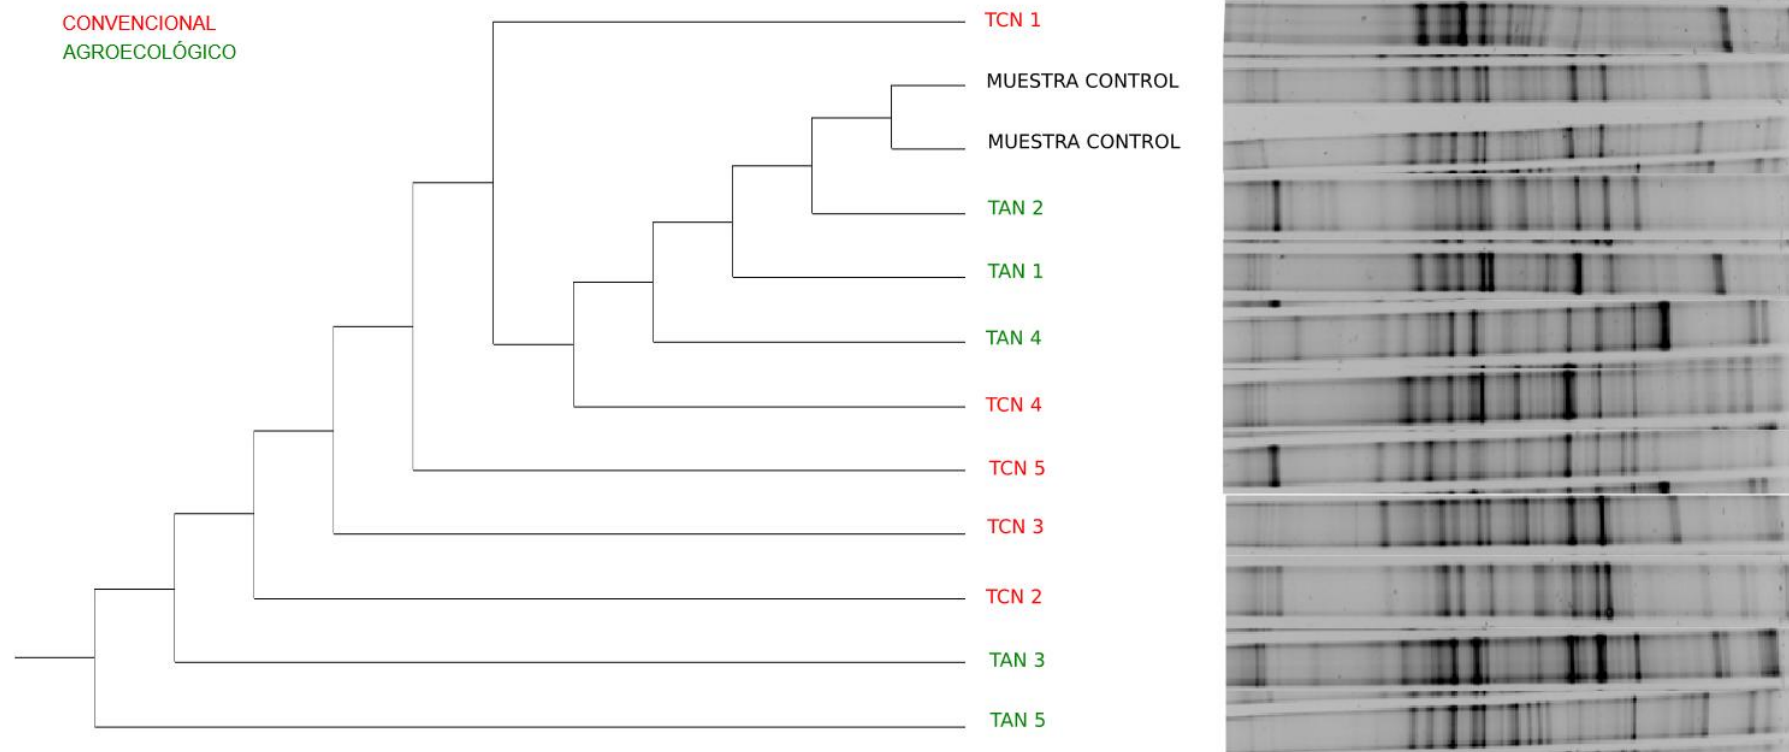 CONVENCIONAL
AGROECOLÓGICO
TCN 1
MUESTRA CONTROL
MUESTRA CONTROL
TAN 2
TAN 1
TAN 4
TCN 4
TCN 5
TCN 3
TCN 2
TAN 3
TAN 5